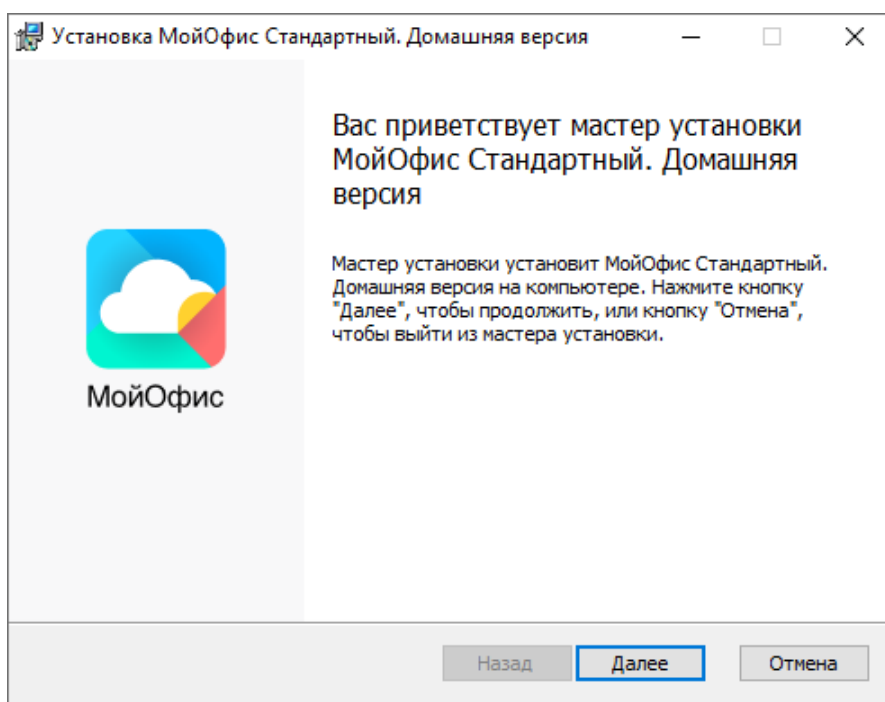 Установка МойОфис Стандартный. Домашняя версия
Вас приветствует мастер установки
МойОфис Стандартный. Домашняя
версия
Мастер установки установит МойОфис Стандартный.
Домашняя версия на компьютере. Нажмите кнопку
"Далее", чтобы продолжить, или кнопку "Отмена",
чтобы выйти из мастера установки.
МойОфис
Назад
Далее
Отмена